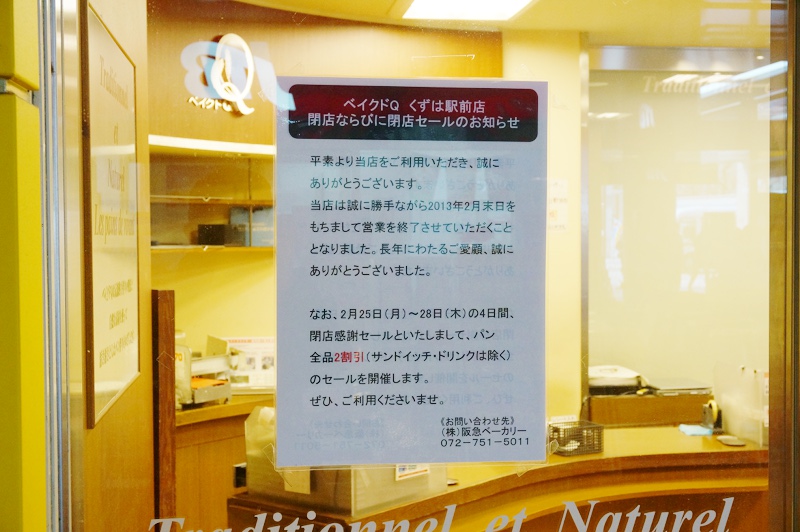 Q
ベイクドQ
Traditionnel
ベイクドQ くずは駅前店
閉店ならびに閉店セールのお知らせ
平素より当店をご利用いただき、誠に
ありがとうございます。
当店は誠に勝手ながら2013年2月末日を
もちまして営業を終了させていただくこと
となりました。長年にわたるご愛顧、誠に
ありがとうございました。
なお、2月25日(月)～28日(木)の4日間、
閉店感謝セールといたしまして、パン
全品2割引(サンドイッチ・ドリンクは除く)
のセールを開催します。
ぜひ、ご利用くださいませ。
《お問い合わせ先》
(株)阪急ベーカリー
072－751－5011
Traditionnel et Naturel